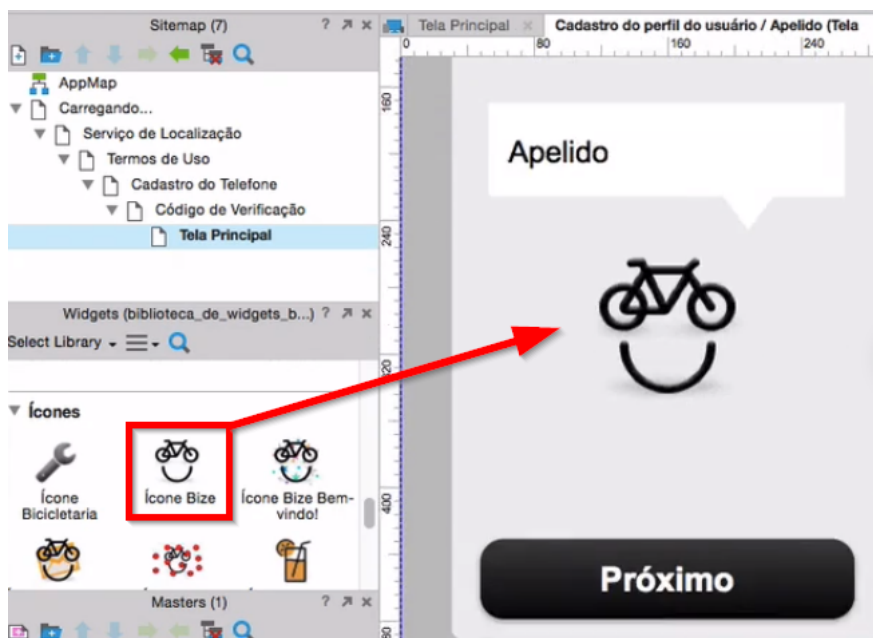 Sitemap (7) ?
AppMap
Carregando...
Serviço de Localização
Termos de Uso
Cadastro do Telefone
Código de Verificação
Tela Principal
Widgets (biblioteca_de_widgets_b...) ?
Select Library
Ícones
Ícone
Bicicletaria
Ícone Bize
Ícone Bize Bem-
vindo!
Masters (1) ?
Tela Principal
Cadastro do perfil do usuário / Apelido (Tela
0 80 160 240
160
240
320
400
Apelido
Próximo